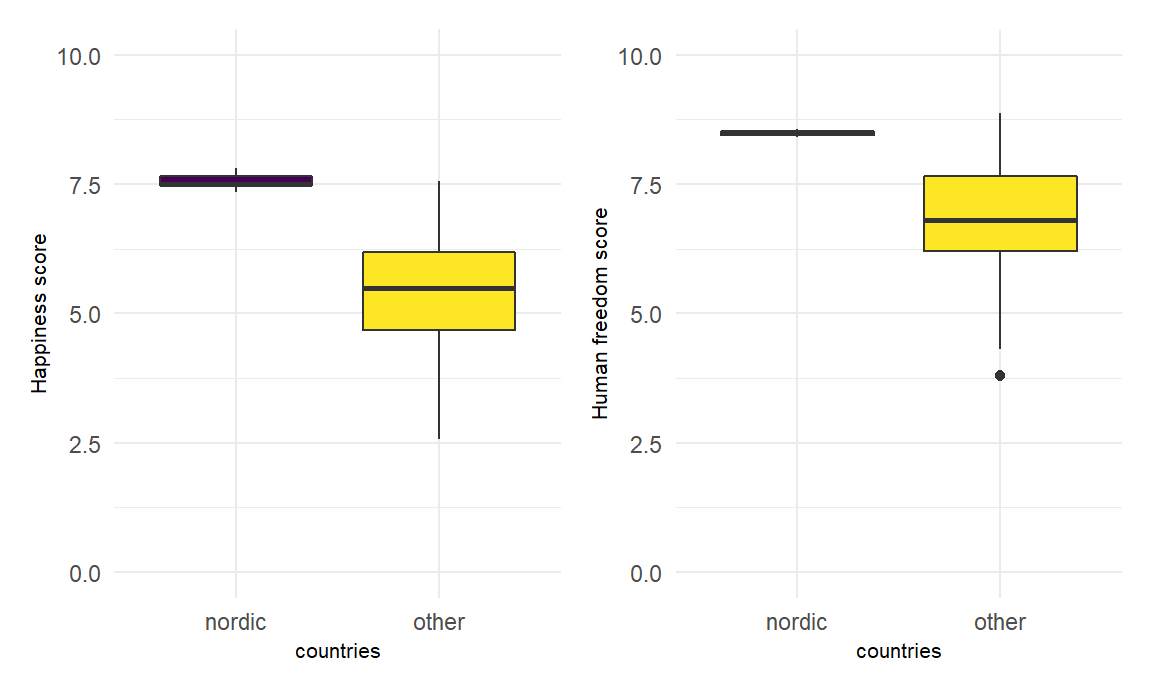 Happiness score
10.0
7.5
5.0
2.5
0.0
nordic other
countries
Human freedom score
10.0
7.5
5.0
2.5
0.0
nordic other
countries